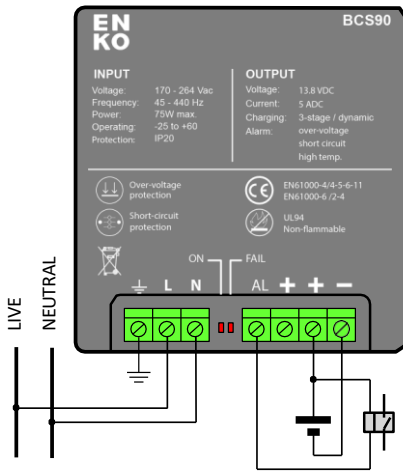 EN
KO
BCS90
INPUT
Voltage: 170 - 264 Vac
Frequency: 45 - 440 Hz
Power: 75W max.
Operating: -25 to +60
Protection: IP20
OUTPUT
Voltage: 13.8 VDC
Current: 5 ADC
Charging: 3-stage / dynamic
Alarm: over-voltage
short circuit
high temp.
Over-voltage
protection
CE
EN61000-4/4-5-6-11
EN61000-6 /2-4
Short-circuit
protection
UL94
Non-flammable
ON FAIL
L N AL + + −
LIVE
NEUTRAL